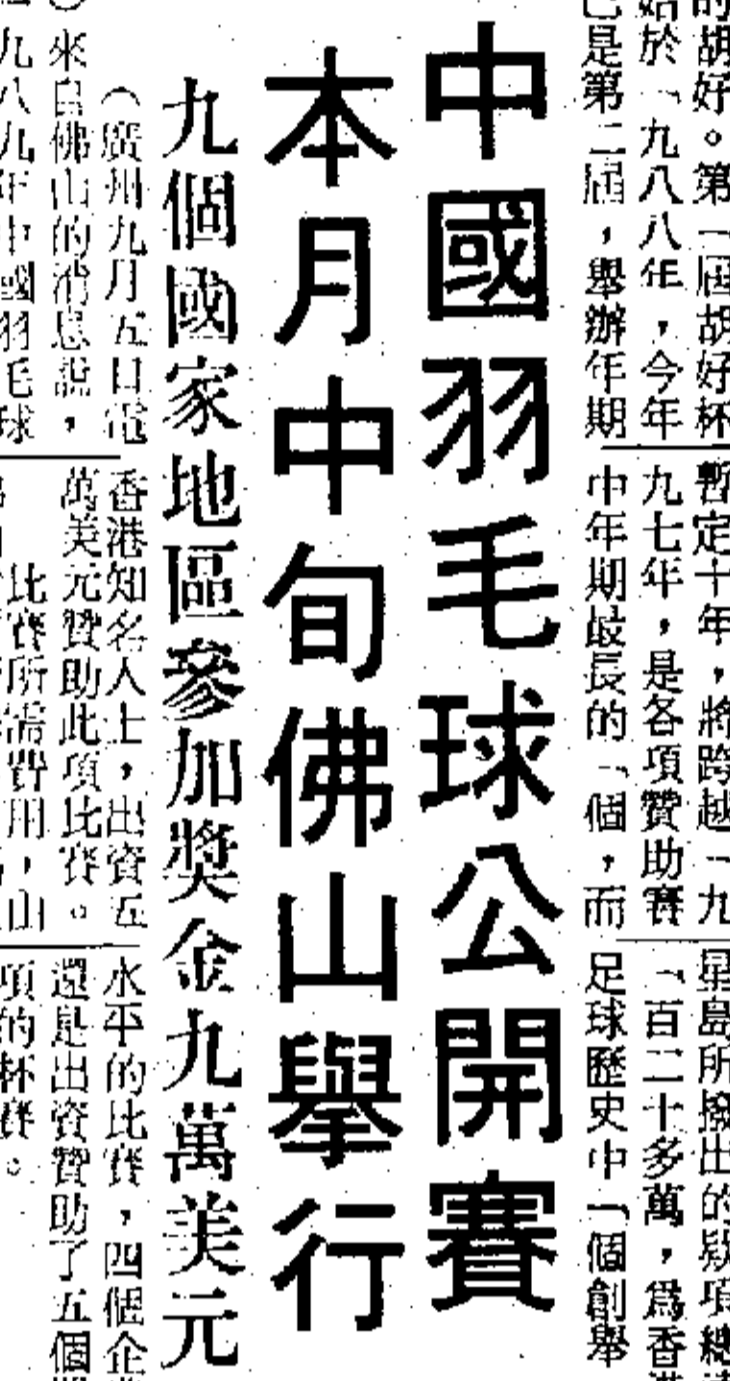 的胡好。第一屆胡好杯
始於一九八八年，今年
已是第二屆，舉辦年期
暫定十年，將跨越一九
九七年，是各項贊助賽
中年期最長的一個，而
星島所撥出的款項總
一百二十多萬，爲香港
足球歷史中一個創舉
中國羽毛球公開賽
本月中旬佛山舉行
九個國家地區參加獎金九萬美元
（廣州九月五日電
）來自佛山的消息說，
九八九年中國羽毛球
香港知名人士，出資五
萬美元贊助此項比賽。
比賽所需費用，山
水平的比賽，四個企
還是出資贊助了五個
項的杯賽。